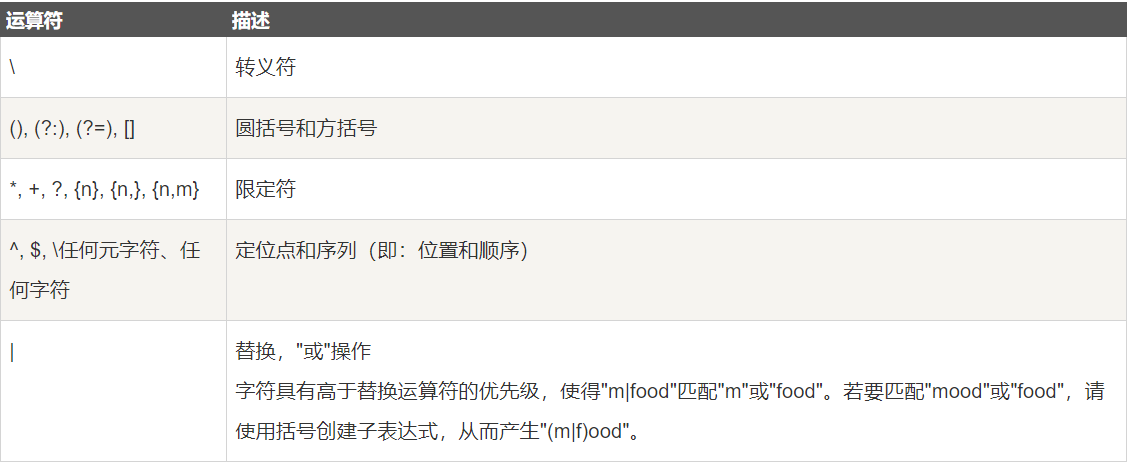 运算符 描述
\ 转义符
(), (?:), (?=), [] 圆括号和方括号
*, +, ?, {n}, {n,}, {n,m} 限定符
^, $, \任何元字符、任 定位点和序列（即：位置和顺序）
何字符
| 替换，"或"操作
字符具有高于替换运算符的优先级，使得"m|food"匹配"m"或"food"。若要匹配"mood"或"food"，请
使用括号创建子表达式，从而产生"(m|f)ood"。